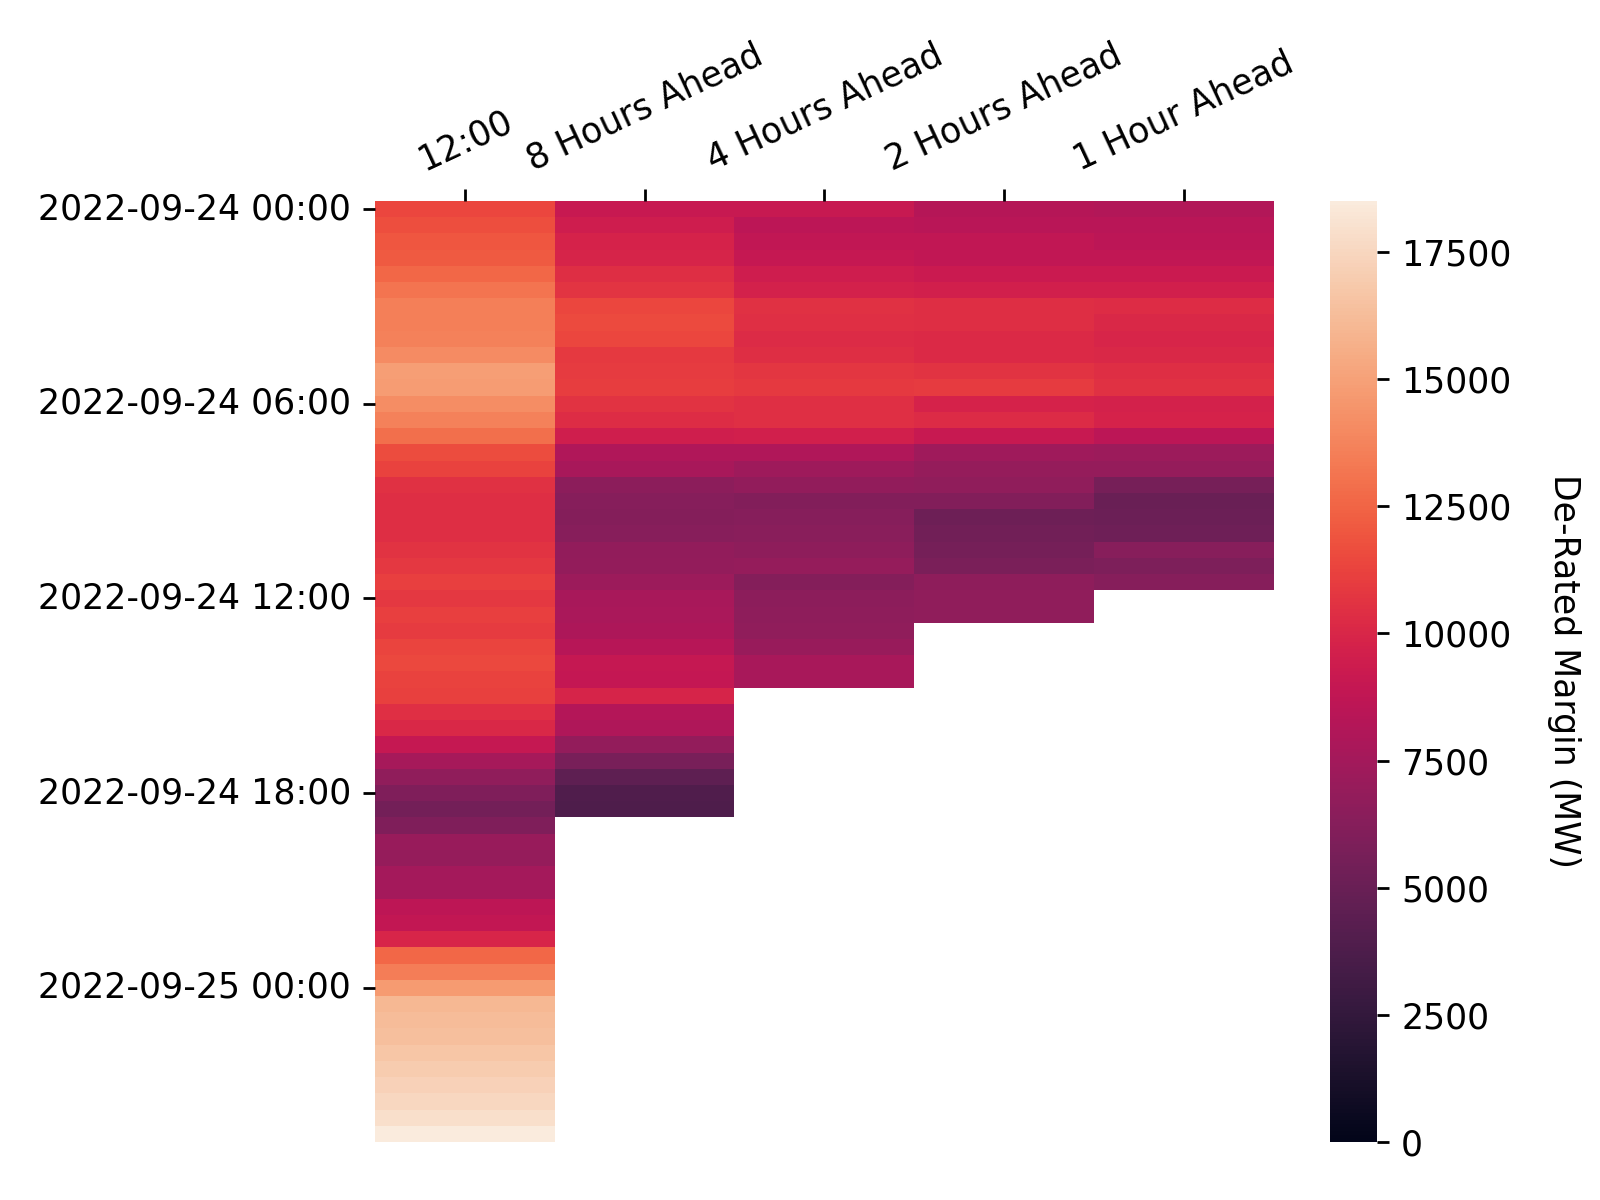 12:00
8 Hours Ahead
4 Hours Ahead
2 Hours Ahead
1 Hour Ahead
2022-09-24 00:00
2022-09-24 06:00
2022-09-24 12:00
2022-09-24 18:00
2022-09-25 00:00
17500
15000
12500
10000
7500
5000
2500
0
De-Rated Margin (MW)